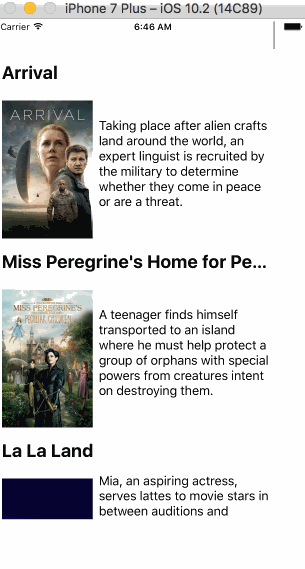 iPhone 7 Plus – iOS 10.2 (14C89)
Carrier 6:46 AM
Arrival
ARRIVAL
Taking place after alien crafts
land around the world, an
expert linguist is recruited by
the military to determine
whether they come in peace
or are a threat.
Miss Peregrine's Home for Pe...
MISS PEREGRINE'S
PECULIAR CHILDREN
A teenager finds himself
transported to an island
where he must help protect a
group of orphans with special
powers from creatures intent
on destroying them.
La La Land
Mia, an aspiring actress,
serves lattes to movie stars in
between auditions and